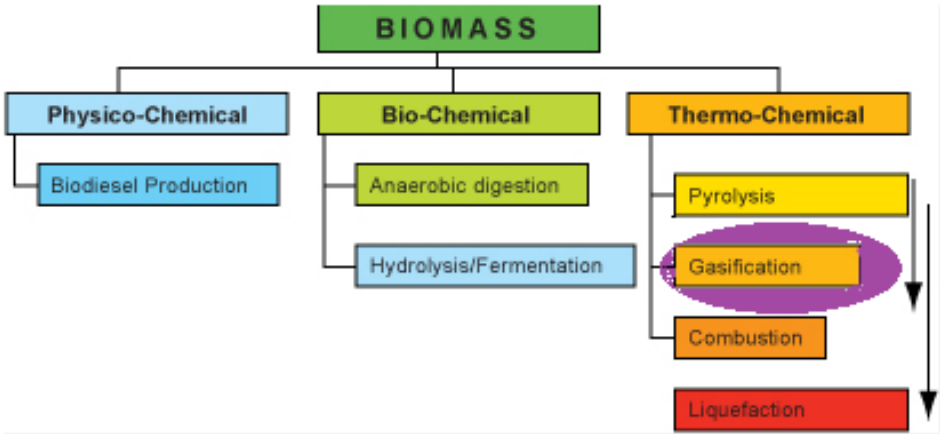 BIOMASS
Physico-Chemical
Bio-Chemical
Thermo-Chemical
Biodiesel Production
Anaerobic digestion
Pyrolysis
Hydrolysis/Fermentation
Gasification
Combustion
Liquefaction